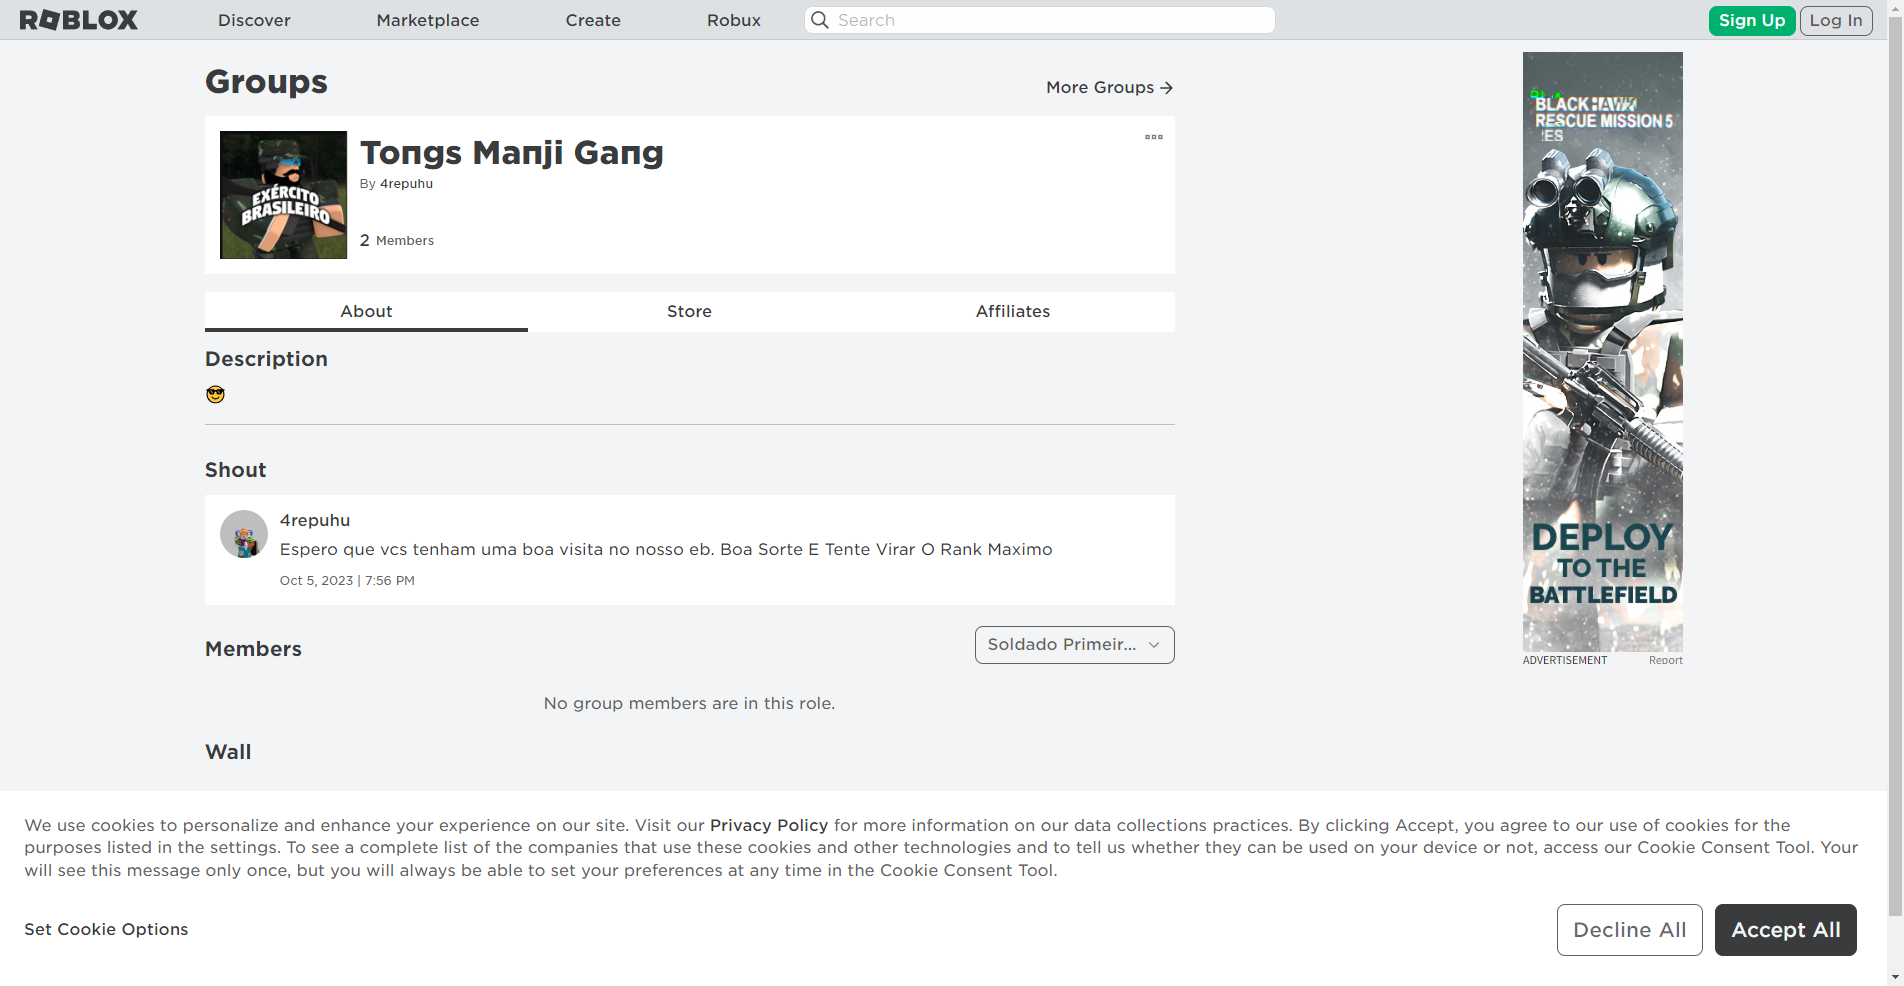 ROBLOX
Discover
Marketplace
Create
Robux
Search
Sign Up
Log In
Groups
More Groups
EXÉRCITO
BRASILEIRO
Toпgs Maпji Gaпg
By 4repuhu
2 Members
About
Store
Affiliates
Description
Shout
4repuhu
Espero que vcs tenham uma boa visita no nosso eb. Boa Sorte E Tente Virar O Rank Maximo
Oct 5, 2023 | 7:56 PM
Members
Soldado Primeir...
No group members are in this role.
Wall
BLACK HAWK
RESCUE MISSION 5
DEPLOY
TO THE
BATTLEFIELD
ADVERTISEMENT
Report
We use cookies to personalize and enhance your experience on our site. Visit our Privacy Policy for more information on our data collections practices. By clicking Accept, you agree to our use of cookies for the
purposes listed in the settings. To see a complete list of the companies that use these cookies and other technologies and to tell us whether they can be used on your device or not, access our Cookie Consent Tool. Your
will see this message only once, but you will always be able to set your preferences at any time in the Cookie Consent Tool.
Set Cookie Options
Decline All
Accept All